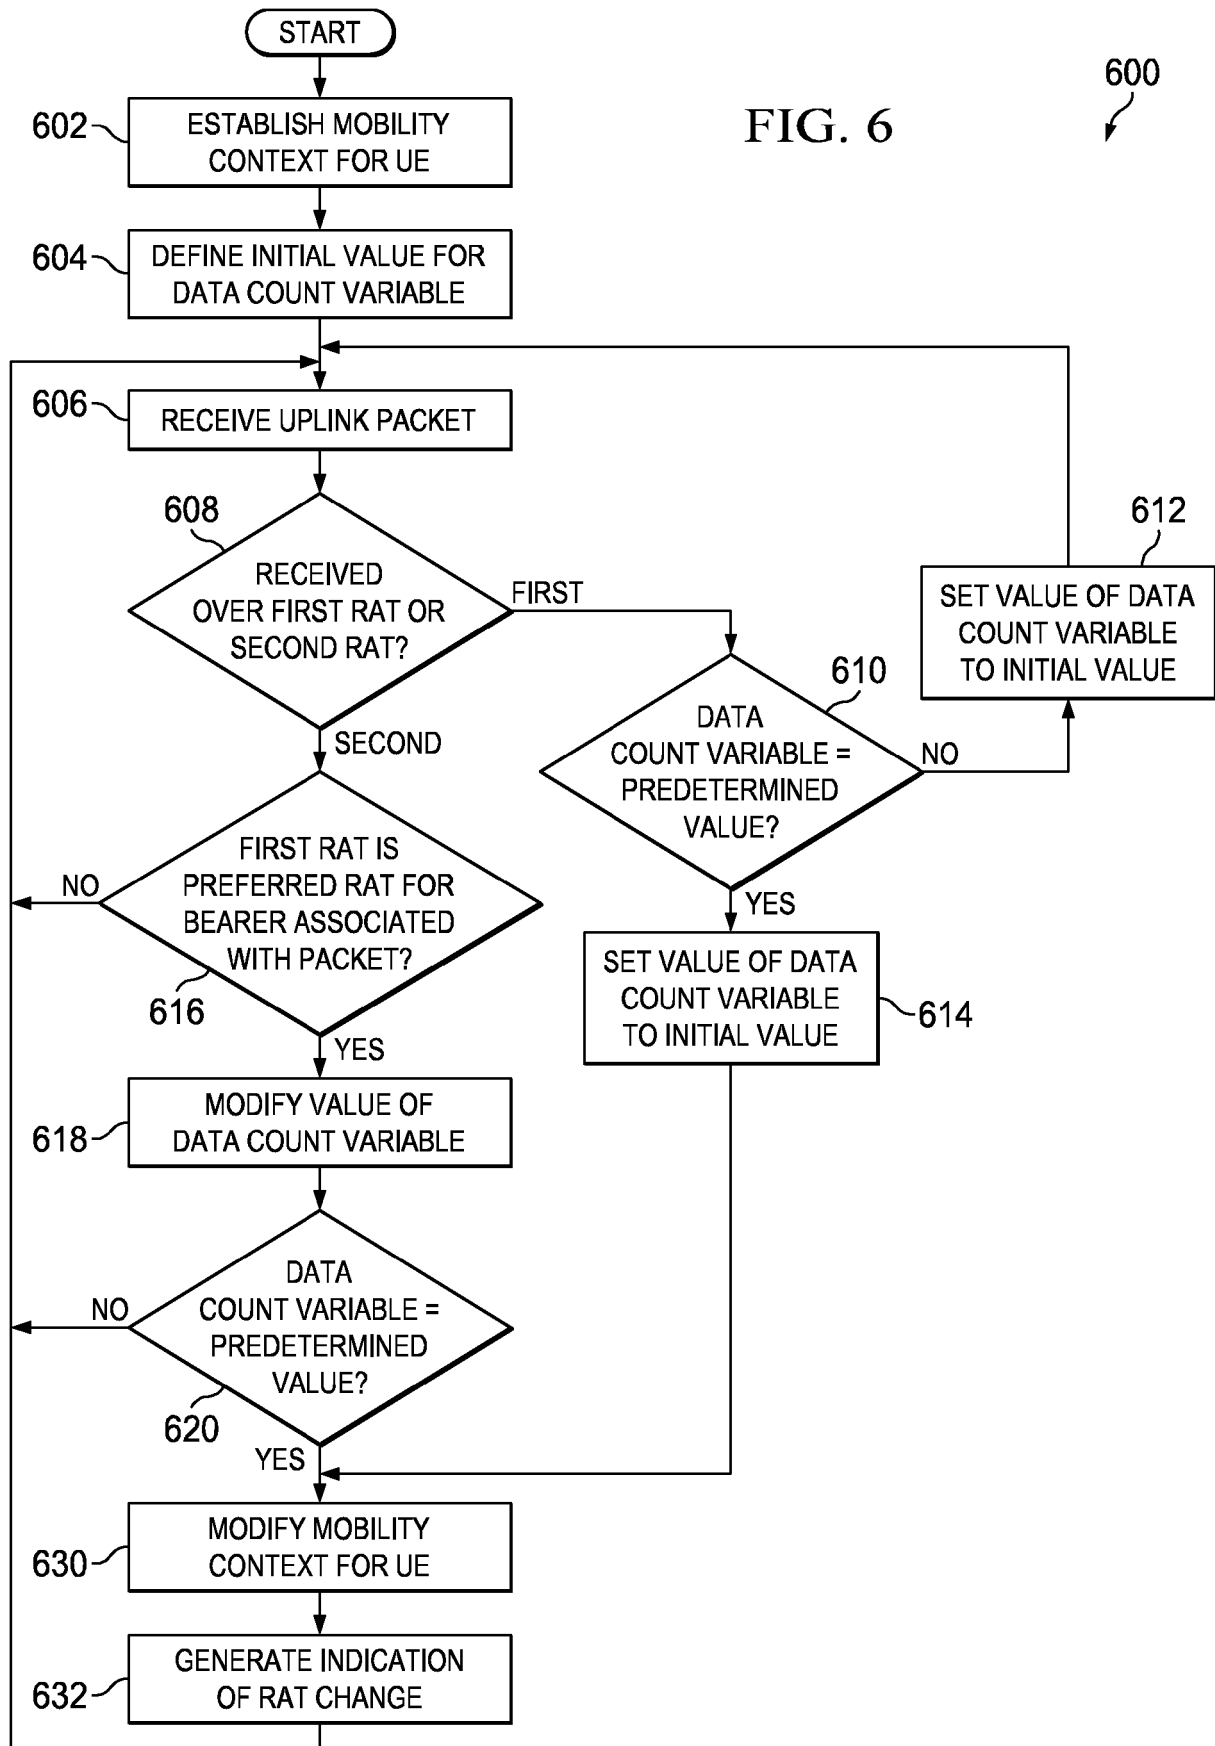 START
FIG. 6
600
602
ESTABLISH MOBILITY
CONTEXT FOR UE
604
DEFINE INITIAL VALUE FOR
DATA COUNT VARIABLE
606
RECEIVE UPLINK PACKET
608
RECEIVED
OVER FIRST RAT OR
SECOND RAT?
FIRST
SECOND
612
SET VALUE OF DATA
COUNT VARIABLE
TO INITIAL VALUE
610
DATA
COUNT VARIABLE =
PREDETERMINED
VALUE?
NO
YES
FIRST RAT IS
PREFERRED RAT FOR
BEARER ASSOCIATED
WITH PACKET?
NO
616
YES
SET VALUE OF DATA
COUNT VARIABLE
TO INITIAL VALUE
614
618
MODIFY VALUE OF
DATA COUNT VARIABLE
DATA
COUNT VARIABLE =
PREDETERMINED
VALUE?
NO
620
YES
630
MODIFY MOBILITY
CONTEXT FOR UE
632
GENERATE INDICATION
OF RAT CHANGE